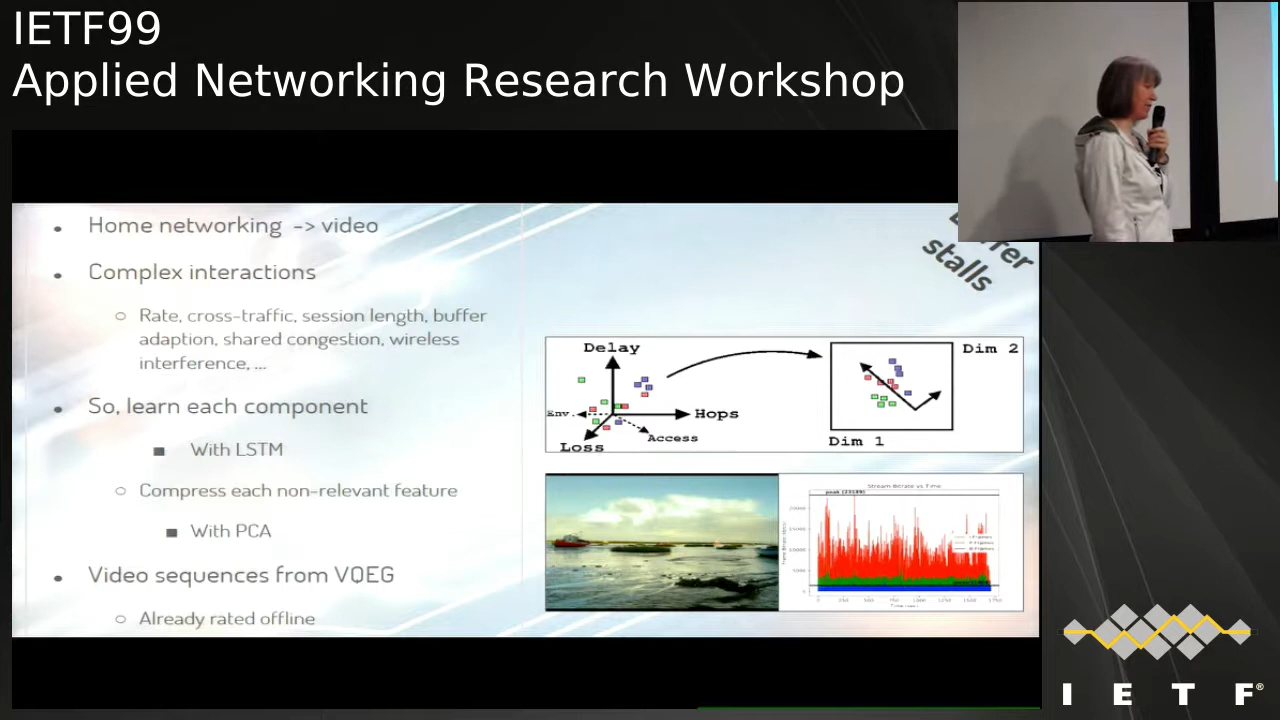 IETF99
Applied Networking Research Workshop
Home networking -> video
Complex interactions
Rate, cross-traffic, session length, buffer
adaption, shared congestion, wireless
interference, ...
So, learn each component
With LSTM
Compress each non-relevant feature
With PCA
Video sequences from VQEG
Already rated offline
stalls
Delay
Env.
Hops
Access
Loss
Dim 2
Dim 1
Stream Bitrate vs Time
I E T F®